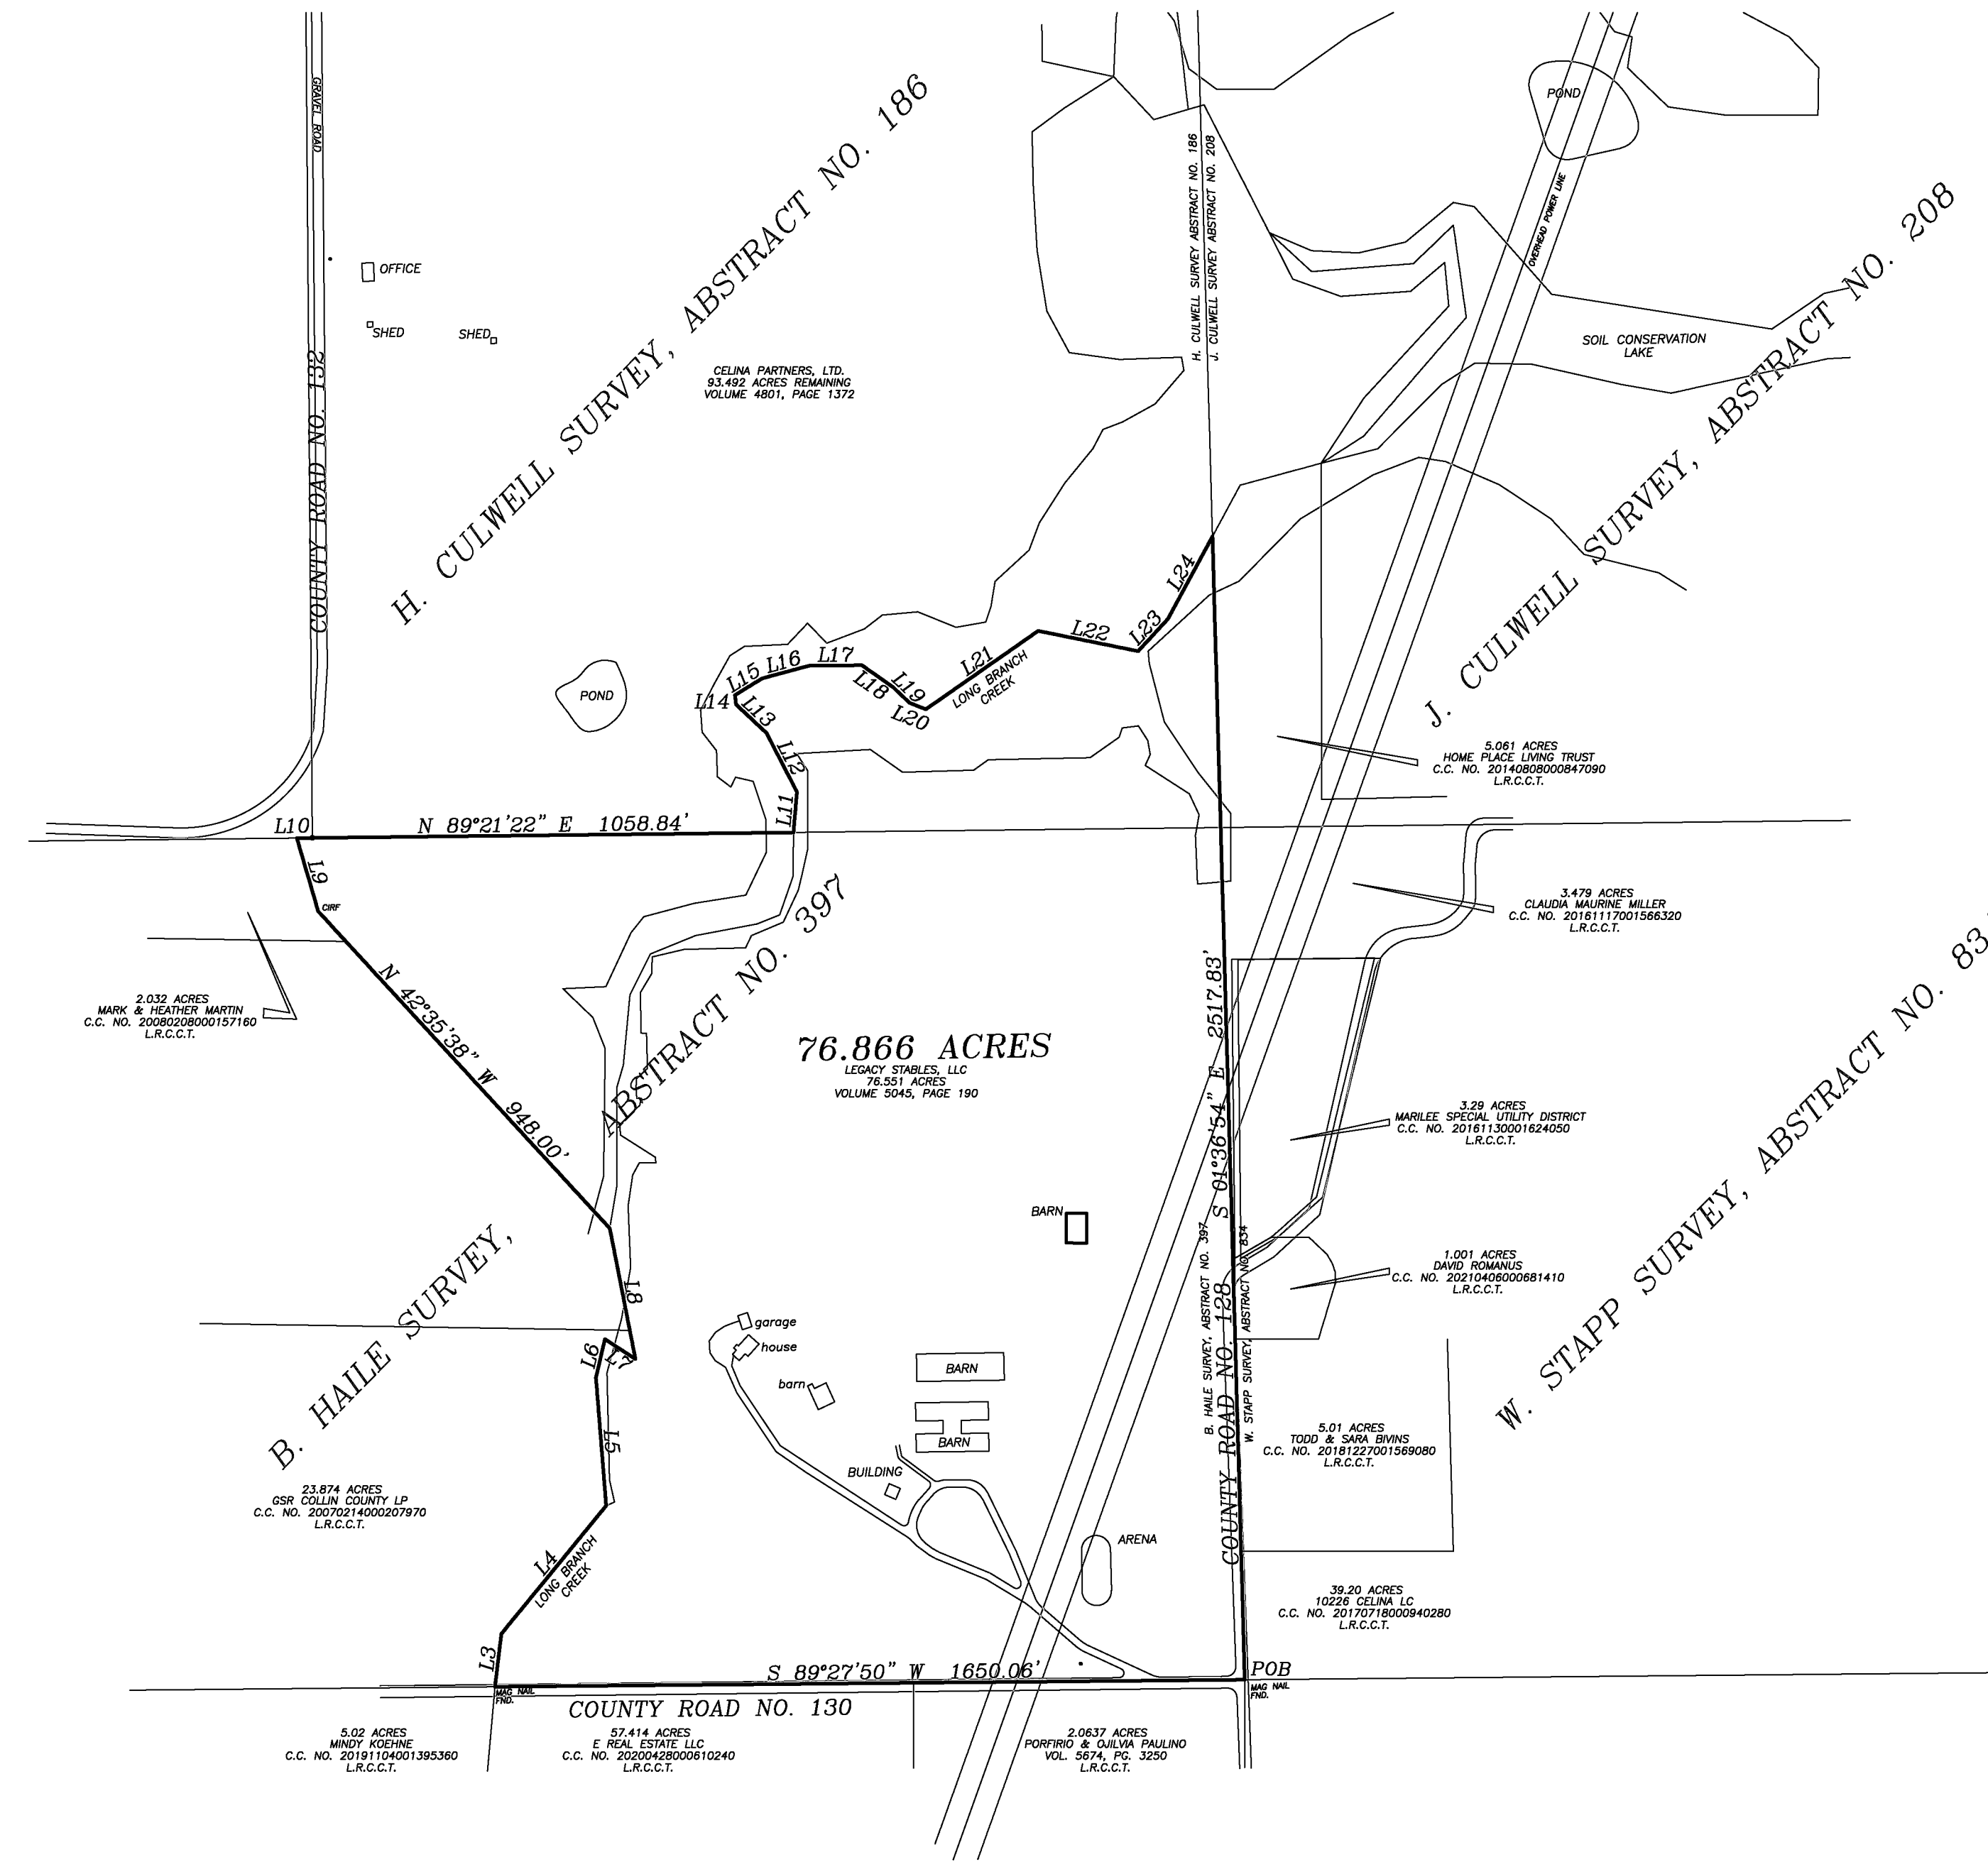 GRAVEL ROAD
COUNTY ROAD NO. 132
OFFICE
SHED
SHED
H. CULWELL SURVEY, ABSTRACT NO. 186
CELINA PARTNERS, LTD.
93.492 ACRES REMAINING
VOLUME 4801, PAGE 1372
H. CULWELL SURVEY ABSTRACT NO. 186
J. CULWELL SURVEY ABSTRACT NO. 208
POND
OVERHEAD POWER LINE
SOIL CONSERVATION
LAKE
J. CULWELL SURVEY, ABSTRACT NO. 208
POND
L24
L23
L22
L21
LONG BRANCH
CREEK
L20
L19
L18
L17
L16
L15
L14
L13
L12
L11
L10
N 89°21'22" E 1058.84'
L9
CIRF
5.061 ACRES
HOME PLACE LIVING TRUST
C.C. NO. 20140808000847090
L.R.C.C.T.
3.479 ACRES
CLAUDIA MAURINE MILLER
C.C. NO. 20161117001566320
L.R.C.C.T.
2.032 ACRES
MARK & HEATHER MARTIN
C.C. NO. 20080208000157160
L.R.C.C.T.
N 42°35'38" W 948.00'
B. HAILE SURVEY, ABSTRACT NO. 397
76.866 ACRES
LEGACY STABLES, LLC
76.551 ACRES
VOLUME 5045, PAGE 190
S 01°36'54" E 2517.83'
3.29 ACRES
MARILEE SPECIAL UTILITY DISTRICT
C.C. NO. 20161130001624050
L.R.C.C.T.
W. STAPP SURVEY, ABSTRACT NO. 83
BARN
1.001 ACRES
DAVID ROMANUS
C.C. NO. 20210406000681410
L.R.C.C.T.
B. HAILE SURVEY, ABSTRACT NO. 397
COUNTY ROAD NO. 128
W. STAPP SURVEY, ABSTRACT NO. 834
L8
L7
L6
L5
garage
house
barn
BARN
BARN
BUILDING
ARENA
5.01 ACRES
TODD & SARA BIVINS
C.C. NO. 20181227001569080
L.R.C.C.T.
23.874 ACRES
GSR COLLIN COUNTY LP
C.C. NO. 20070214000207970
L.R.C.C.T.
L4
LONG BRANCH
CREEK
L3
39.20 ACRES
10226 CELINA LC
C.C. NO. 20170718000940280
L.R.C.C.T.
S 89°27'50" W 1650.06'
POB
MAG NAIL
FND.
MAG NAIL
FND.
COUNTY ROAD NO. 130
5.02 ACRES
MINDY KOEHNE
C.C. NO. 20191104001395360
L.R.C.C.T.
57.414 ACRES
E REAL ESTATE LLC
C.C. NO. 20200428000610240
L.R.C.C.T.
2.0637 ACRES
PORFIRIO & OJILVIA PAULINO
VOL. 5674, PG. 3250
L.R.C.C.T.